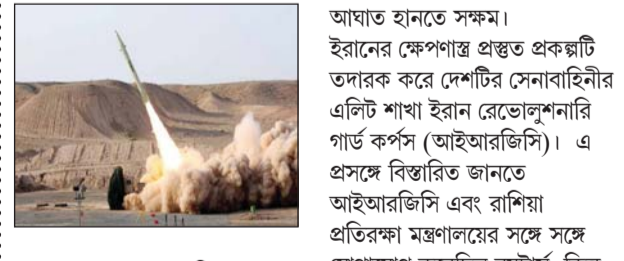 আঘাত হানতে সক্ষম।
ইরানের ক্ষেপণাস্ত্র প্রস্তুত প্রকল্পটি
তদারক করে দেশটির সেনাবাহিনীর
এলিট শাখা ইরান রেভোলুশনারি
গার্ড কর্পস (আইআরজিসি)। এ
প্রসঙ্গে বিস্তারিত জানতে
আইআরজিসি এবং রাশিয়া
প্রতিরক্ষা মন্ত্রণালয়ের সঙ্গে সঙ্গে